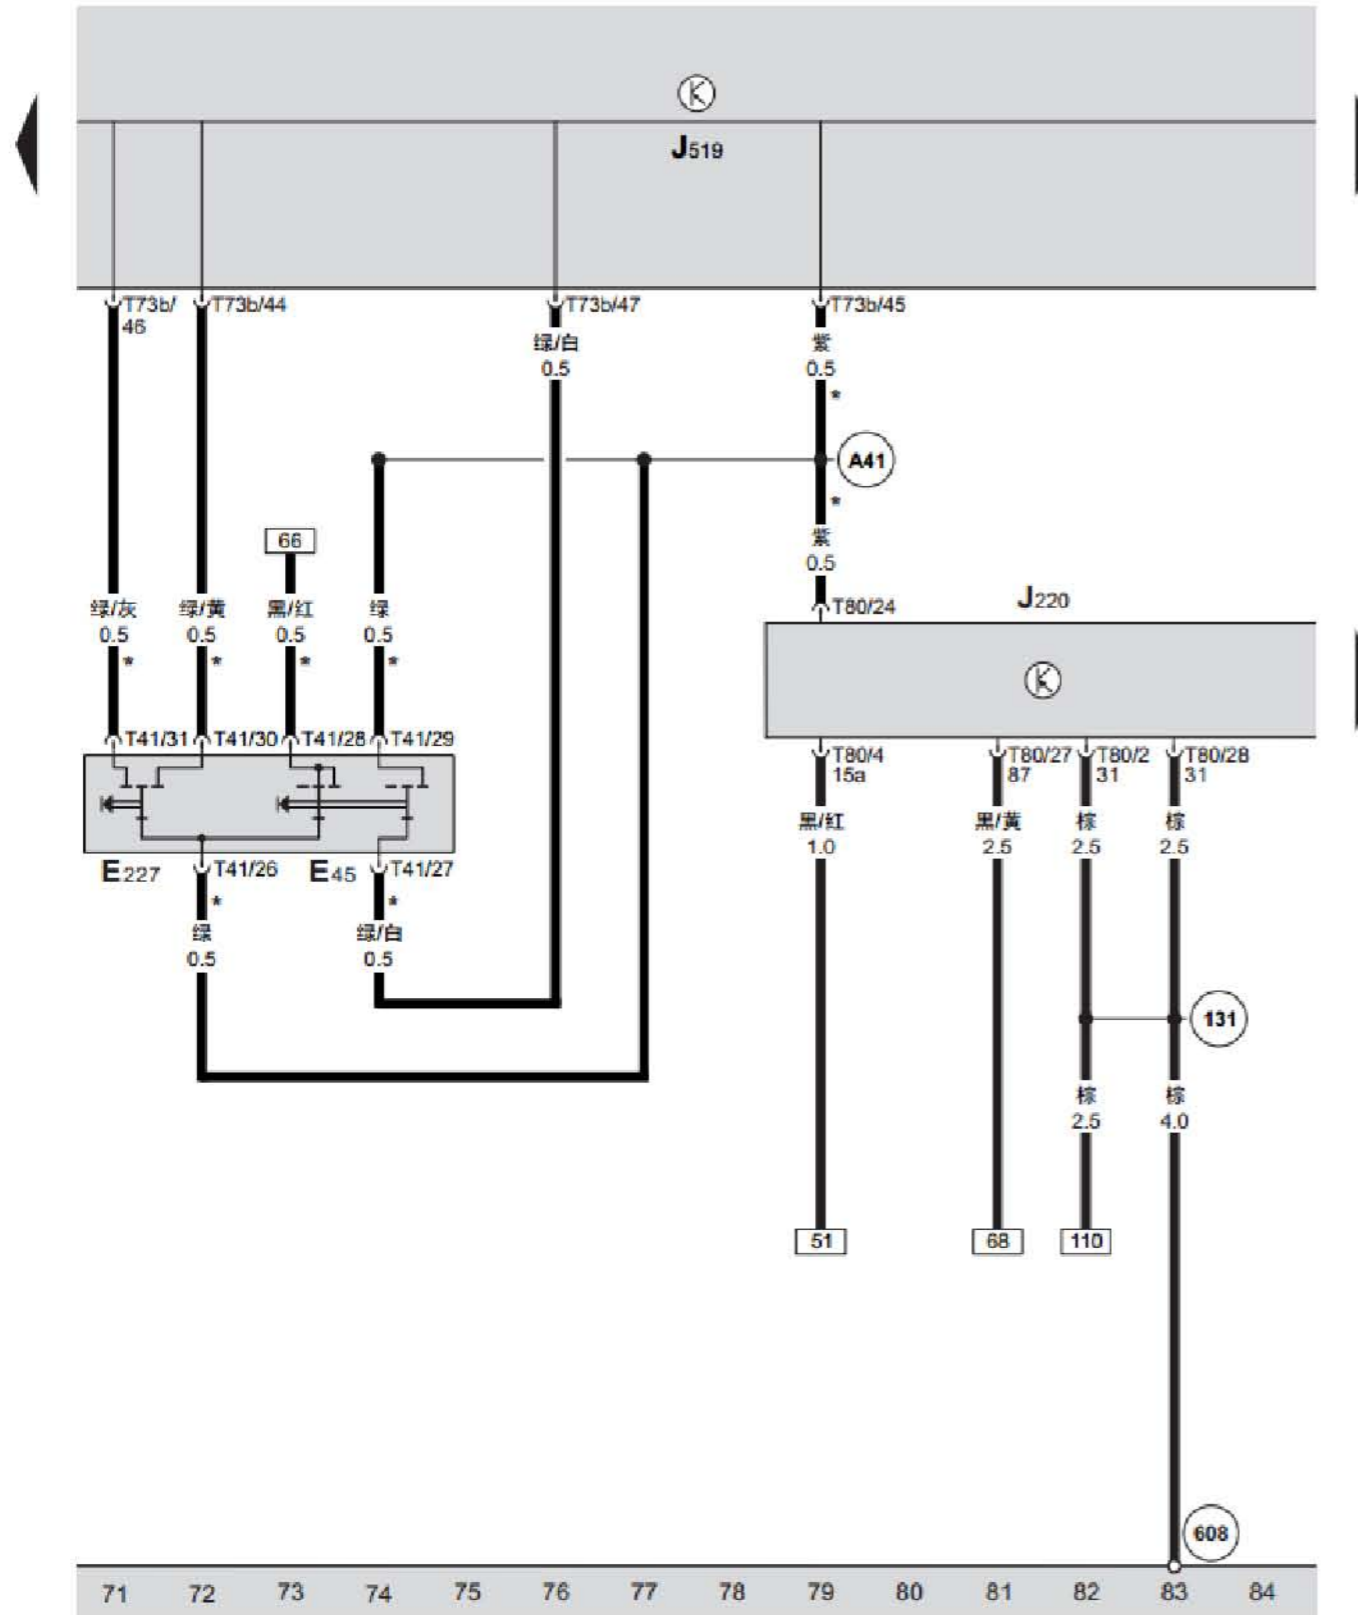 J519
T73b/ T73b/44 T73b/47 T73b/45
46
绿/白 紫
0.5 0.5
*
A41
*
66 紫
0.5
绿/灰 绿/黄 黑/红 绿 T80/24 J220
0.5 0.5 0.5 0.5
* * * *
T41/31 T41/30 T41/28 T41/29
T80/4 T80/27 T80/2 T80/28
15a 87 31 31
黑/红 黑/黄 棕 棕
1.0 2.5 2.5 2.5
E227 T41/26 E45 T41/27
* *
绿 绿/白
0.5 0.5
131
棕 棕
2.5 4.0
51 68 110
608
71 72 73 74 75 76 77 78 79 80 81 82 83 84